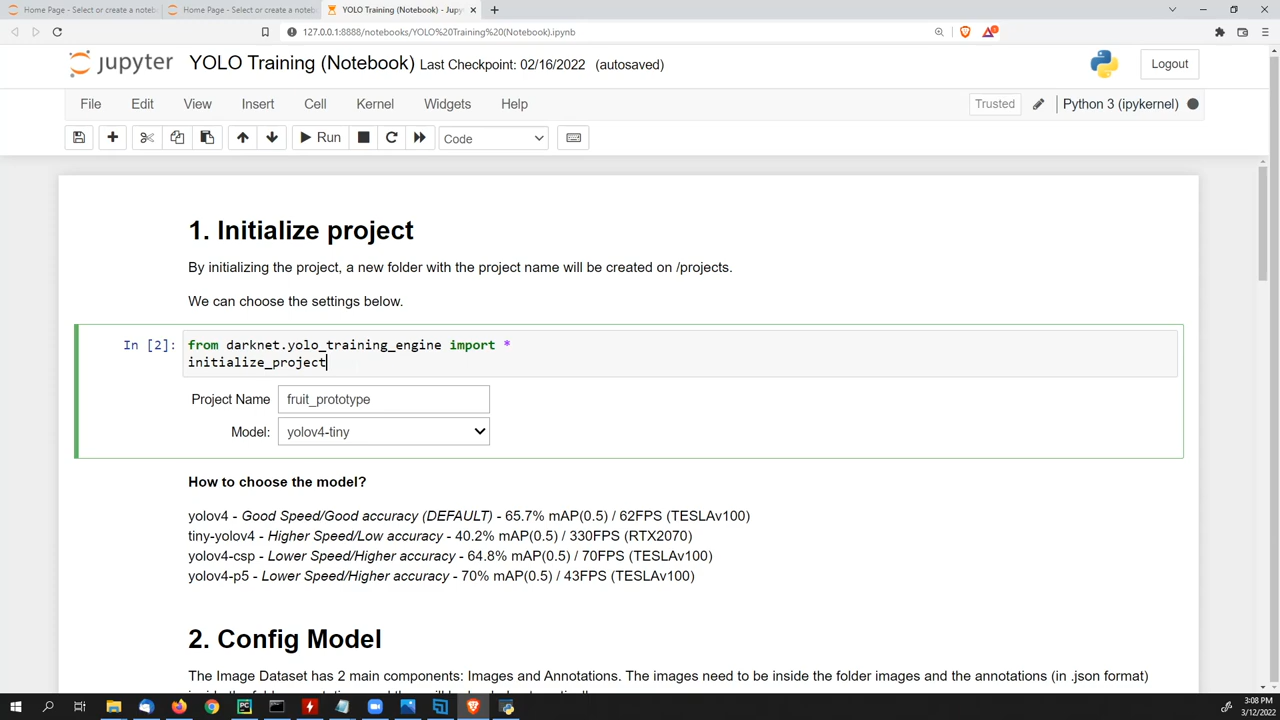 Home Page - Select or create a noteb
Home Page - Select or create a noteb
YOLO Training (Notebook) - Jupy
127.0.0.1:8888/notebooks/YOLO%20Training%20(Notebook).ipynb
jupyter YOLO Training (Notebook) Last Checkpoint: 02/16/2022 (autosaved)
Logout
File Edit View Insert Cell Kernel Widgets Help
Trusted
Python 3 (ipykernel)
Run
Code
1. Initialize project
By initializing the project, a new folder with the project name will be created on /projects.
We can choose the settings below.
In [2]: from darknet.yolo_training_engine import *
initialize_project
Project Name fruit_prototype
Model: yolov4-tiny
How to choose the model?
yolov4 - Good Speed/Good accuracy (DEFAULT) - 65.7% mAP(0.5) / 62FPS (TESLAv100)
tiny-yolov4 - Higher Speed/Low accuracy - 40.2% mAP(0.5) / 330FPS (RTX2070)
yolov4-csp - Lower Speed/Higher accuracy - 64.8% mAP(0.5) / 70FPS (TESLAv100)
yolov4-p5 - Lower Speed/Higher accuracy - 70% mAP(0.5) / 43FPS (TESLAv100)
2. Config Model
The Image Dataset has 2 main components: Images and Annotations. The images need to be inside the folder images and the annotations (in .json format)
3:08 PM
3/12/2022